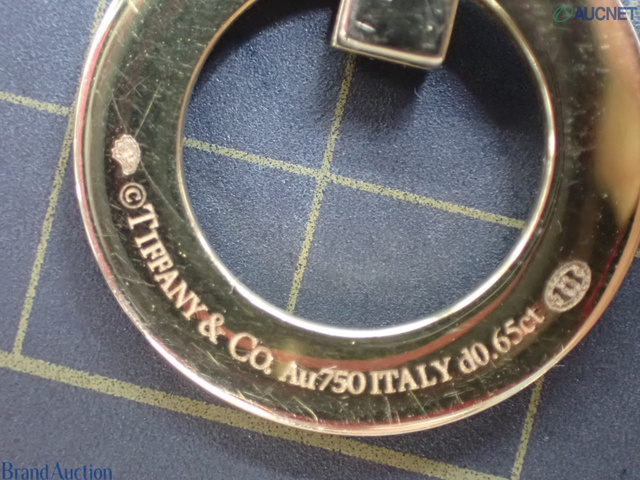 AUCNET
©TIFFANY & CO. Au750 ITALY d0.65ct
Brand Auction